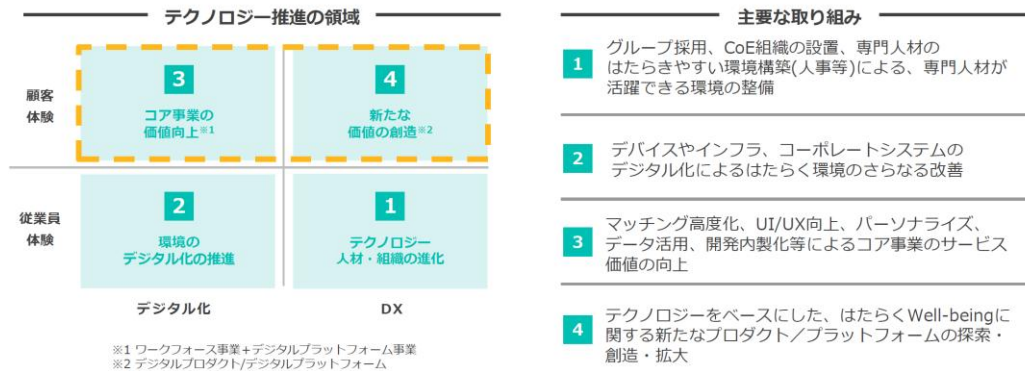 テクノロジー推進の領域
顧客
体験
3
コア事業の
価値向上※1
4
新たな
価値の創造※2
従業員
体験
2
環境の
デジタル化の推進
1
テクノロジー
人材・組織の進化
デジタル化
DX
※1 ワークフォース事業+デジタルプラットフォーム事業
※2 デジタルプロダクト/デジタルプラットフォーム
主要な取り組み
1
グループ採用、CoE組織の設置、専門人材の
はたらきやすい環境構築(人事等)による、専門人材が
活躍できる環境の整備
2
デバイスやインフラ、コーポレートシステムの
デジタル化によるはたらく環境のさらなる改善
3
マッチング高度化、UI/UX向上、パーソナライズ、
データ活用、開発内製化等によるコア事業のサービス
価値の向上
4
テクノロジーをベースにした、はたらくWell-beingに
関する新たなプロダクト／プラットフォームの探索・
創造・拡大